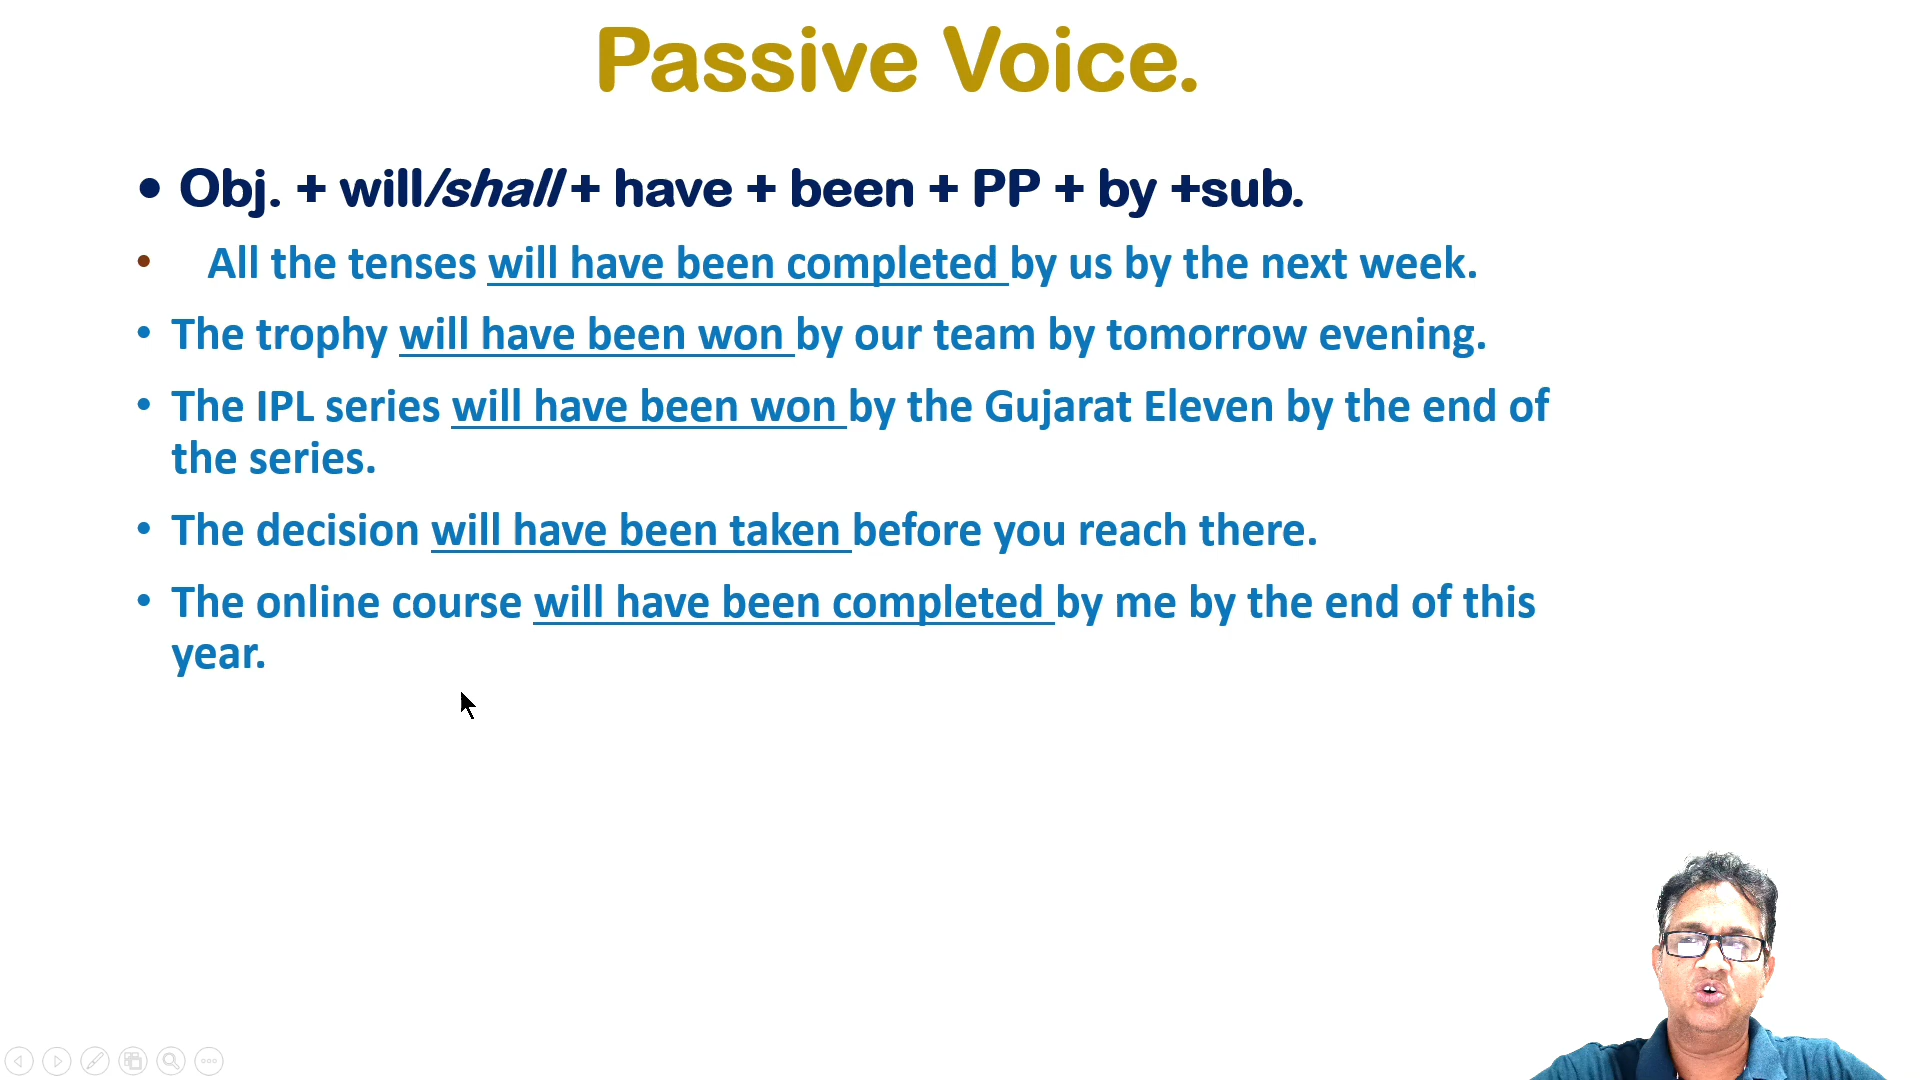 Passive Voice.
• Obj. + will/shall + have + been + PP + by +sub.
• All the tenses will have been completed by us by the next week.
• The trophy will have been won by our team by tomorrow evening.
• The IPL series will have been won by the Gujarat Eleven by the end of
the series.
• The decision will have been taken before you reach there.
• The online course will have been completed by me by the end of this
year.